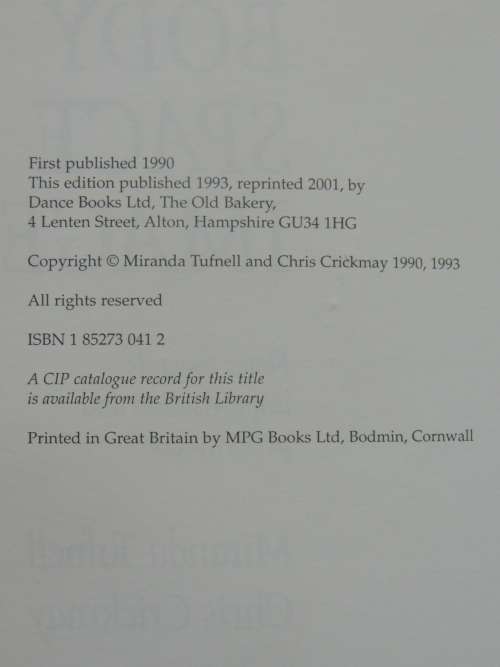 First published 1990
This edition published 1993, reprinted 2001, by
Dance Books Ltd, The Old Bakery,
4 Lenten Street, Alton, Hampshire GU34 1HG
Copyright © Miranda Tufnell and Chris Crickmay 1990, 1993
All rights reserved
ISBN 1 85273 041 2
A CIP catalogue record for this title
is available from the British Library
Printed in Great Britain by MPG Books Ltd, Bodmin, Cornwall